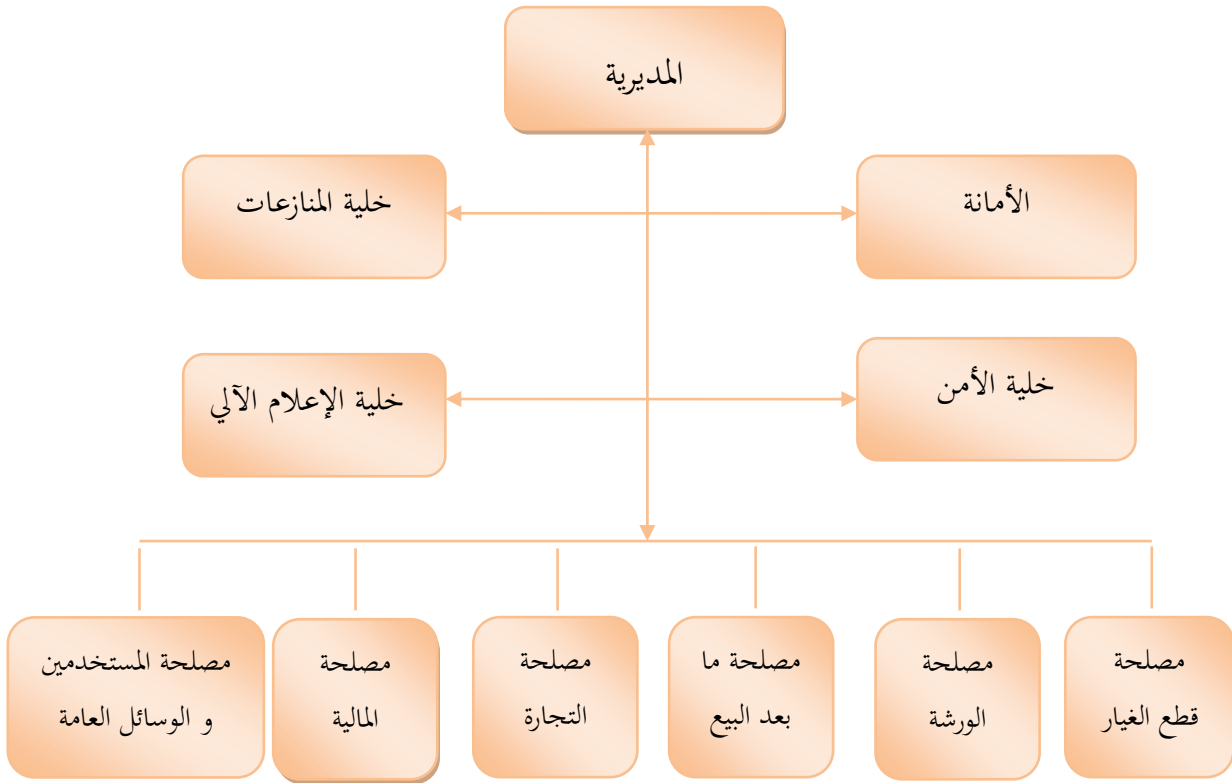 المديرية
الأمانة
خلية المنازعات
خلية الأمن
خلية الإعلام الآلي
مصلحة
قطع الغيار
مصلحة
الورشة
مصلحة ما
بعد البيع
مصلحة
التجارة
مصلحة
المالية
مصلحة المستخدمين
و الوسائل العامة